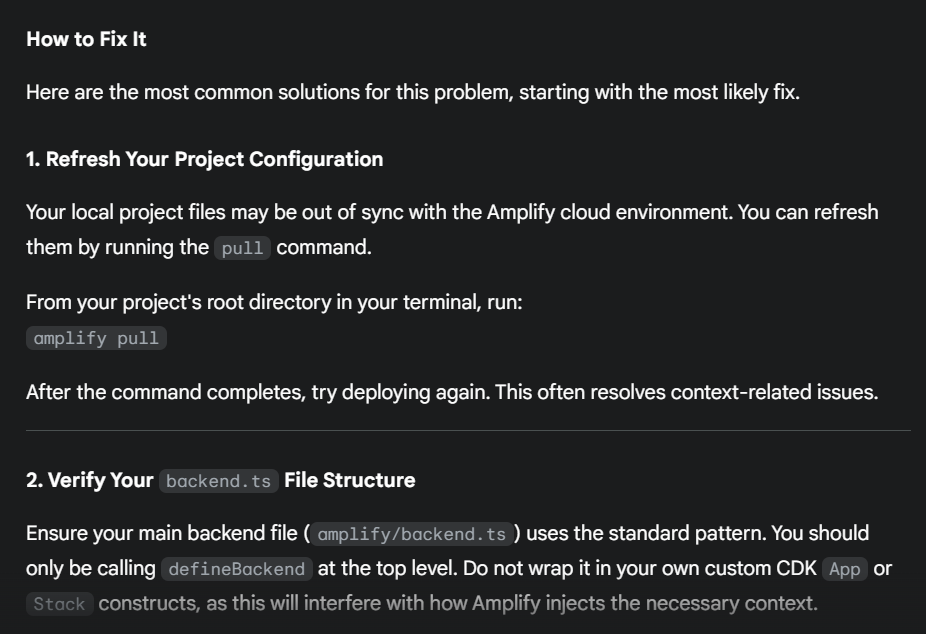 How to Fix It
Here are the most common solutions for this problem, starting with the most likely fix.
1. Refresh Your Project Configuration
Your local project files may be out of sync with the Amplify cloud environment. You can refresh
them by running the pull command.
From your project's root directory in your terminal, run:
amplify pull
After the command completes, try deploying again. This often resolves context-related issues.
2. Verify Your backend.ts File Structure
Ensure your main backend file (amplify/backend.ts) uses the standard pattern. You should
only be calling defineBackend at the top level. Do not wrap it in your own custom CDK App or
Stack constructs, as this will interfere with how Amplify injects the necessary context.